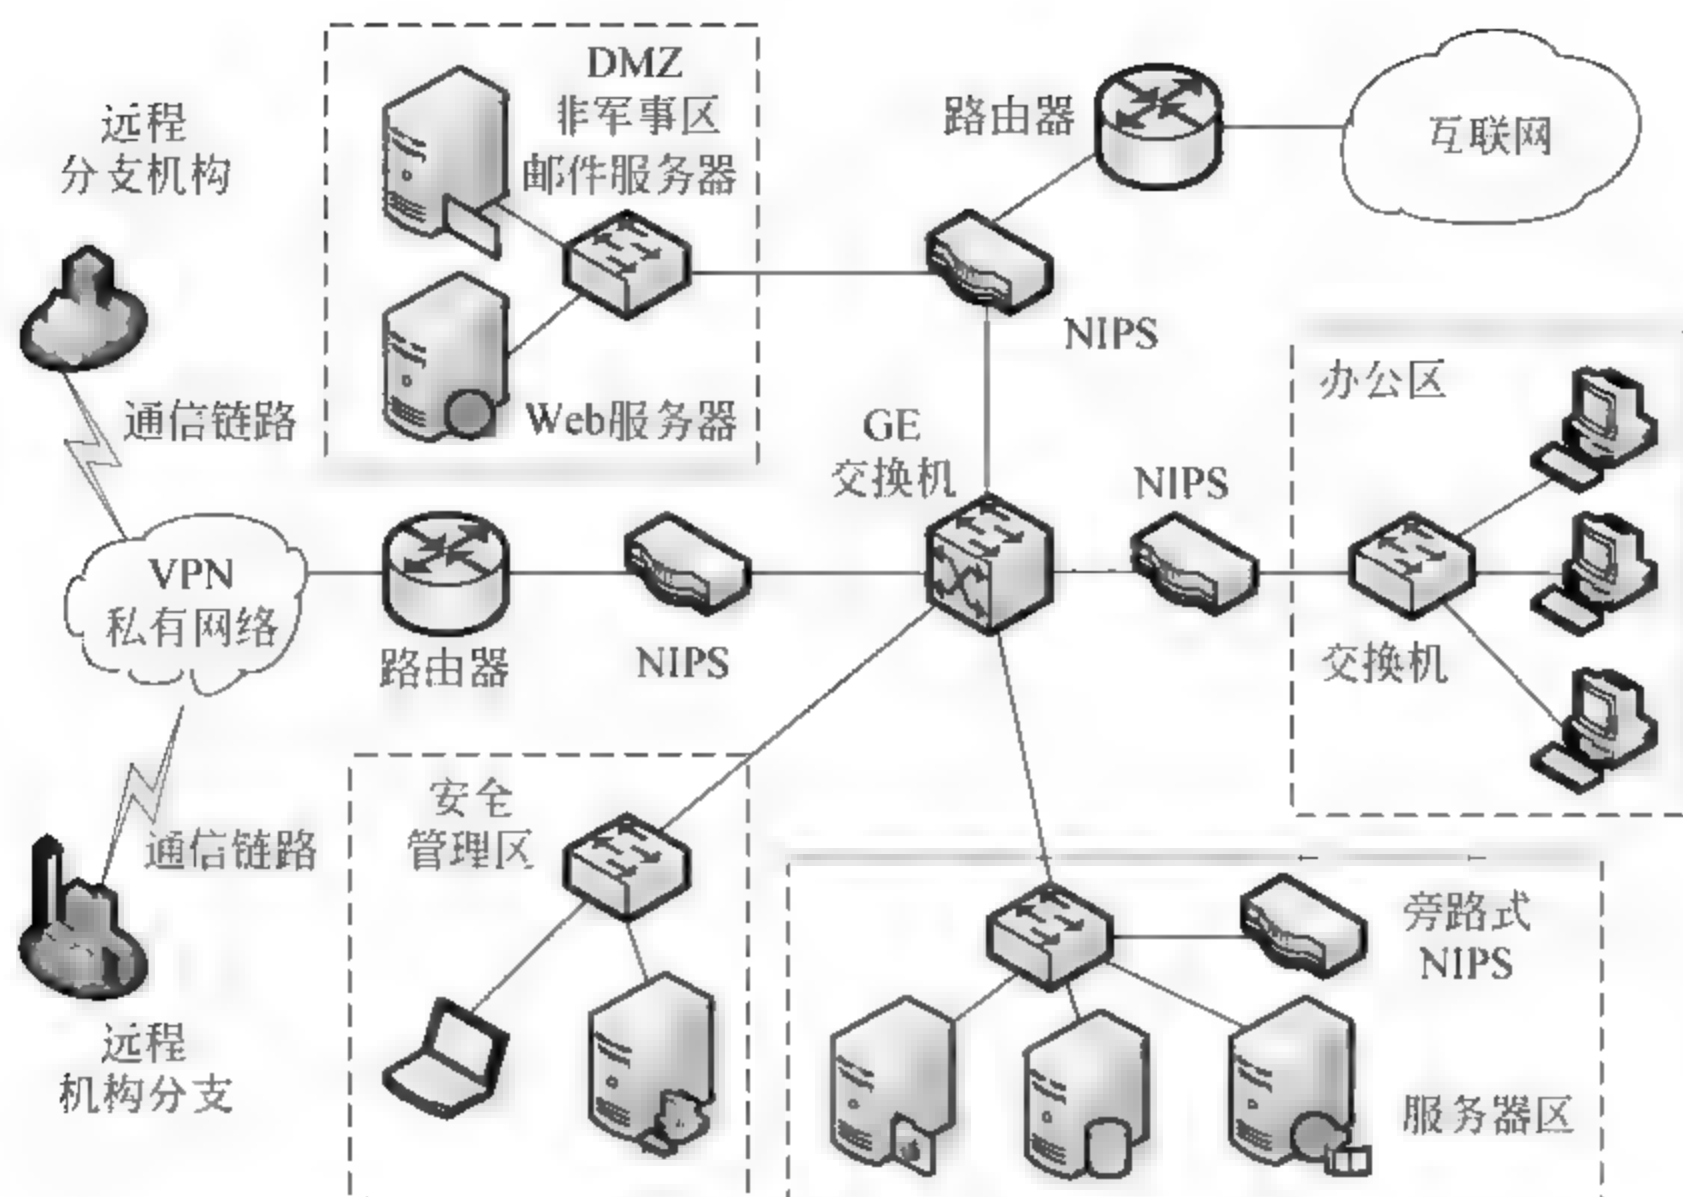 DMZ
非军事区
邮件服务器
Web服务器
路由器
互联网
远程
分支机构
通信链路
NIPS
办公区
GE
交换机
NIPS
VPN
私有网络
路由器
NIPS
交换机
安全
管理区
通信链路
旁路式
NIPS
远程
机构分支
服务器区